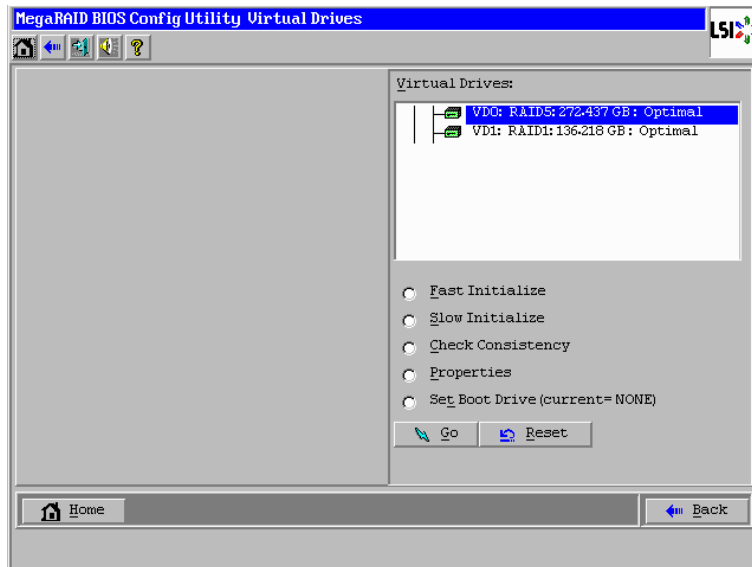 MegaRAID BIOS Config Utility Virtual Drives
LSI
Virtual Drives:
VD0: RAID5: 272.437 GB: Optimal
VD1: RAID1: 136.218 GB: Optimal
Fast Initialize
Slow Initialize
Check Consistency
Properties
Set Boot Drive (current= NONE)
Go
Reset
Home
Back